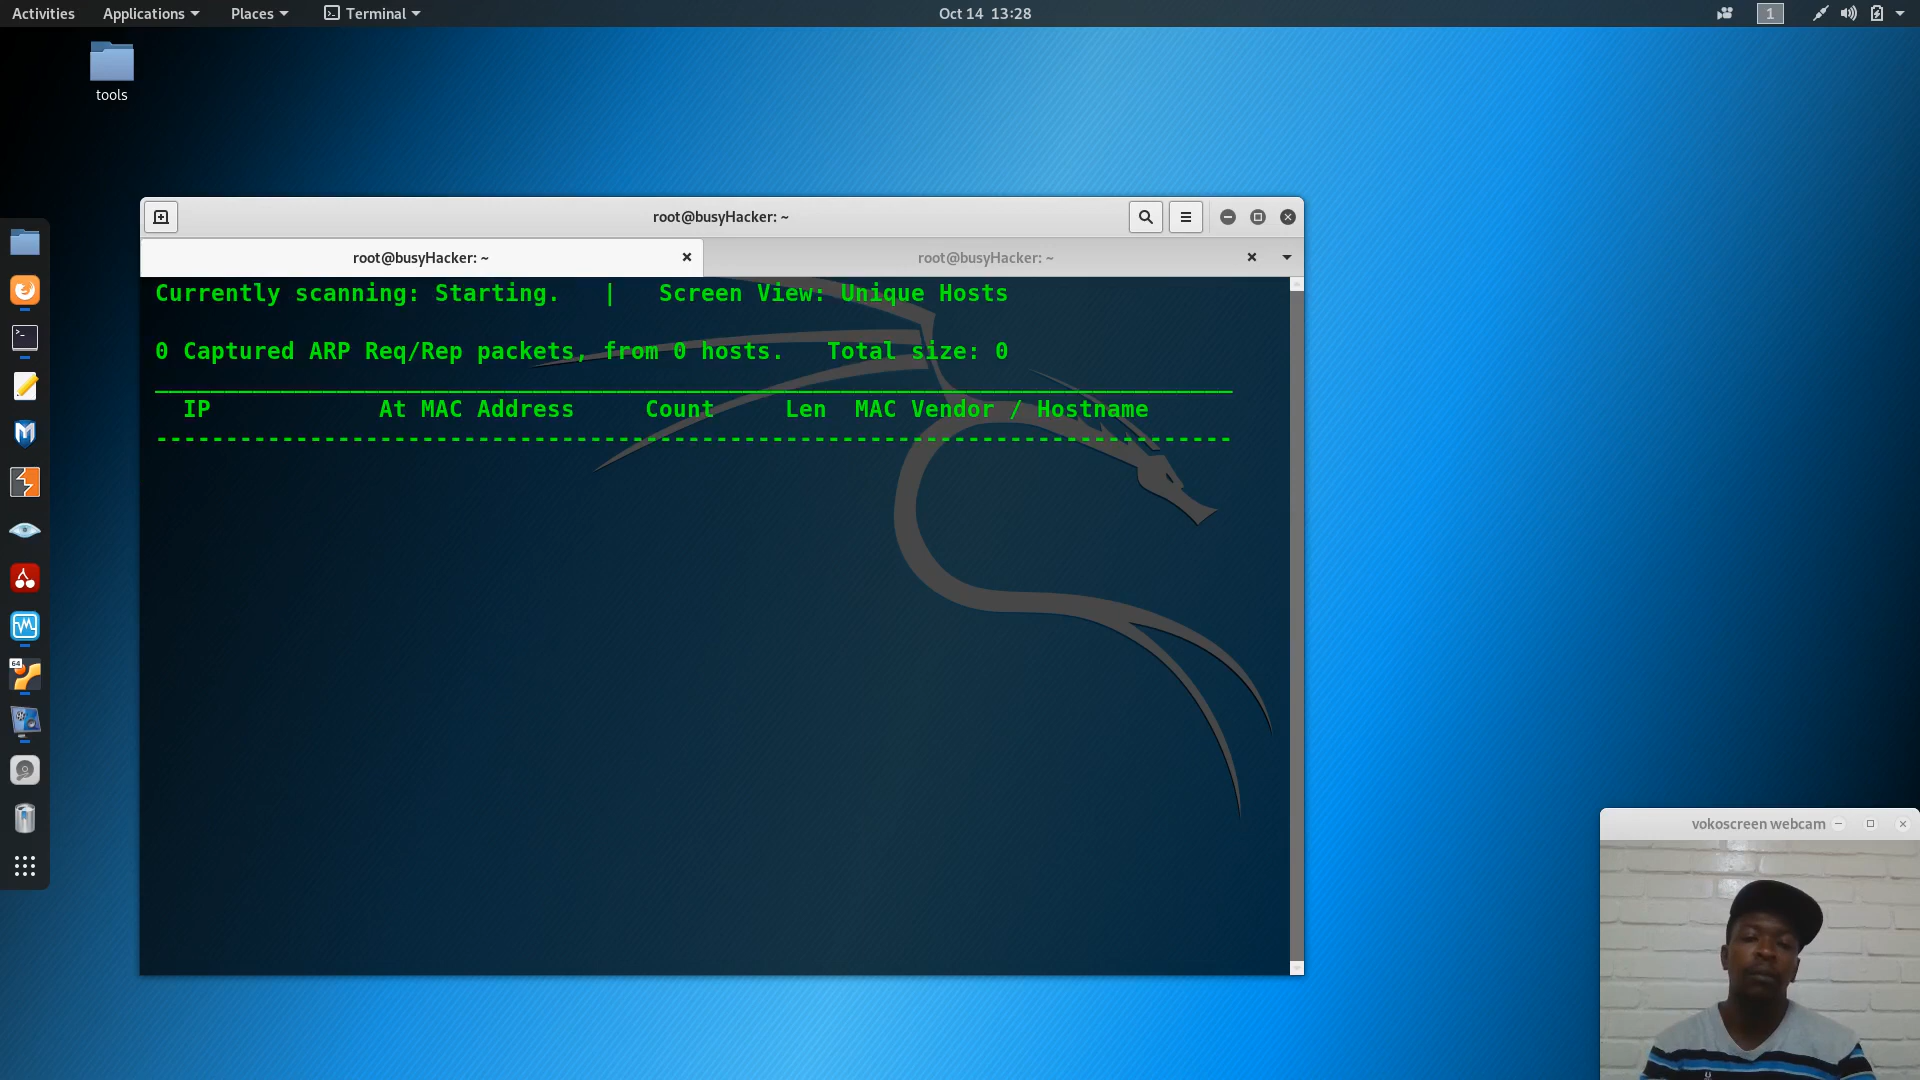 Activities Applications Places Terminal Oct 14 13:28 1
tools
root@busyHacker: ~
root@busyHacker: ~ root@busyHacker: ~
Currently scanning: Starting. | Screen View: Unique Hosts
0 Captured ARP Req/Rep packets, from 0 hosts. Total size: 0
_____________________________________________________________________________
IP At MAC Address Count Len MAC Vendor / Hostname
-----------------------------------------------------------------------------
64
vokoscreen webcam